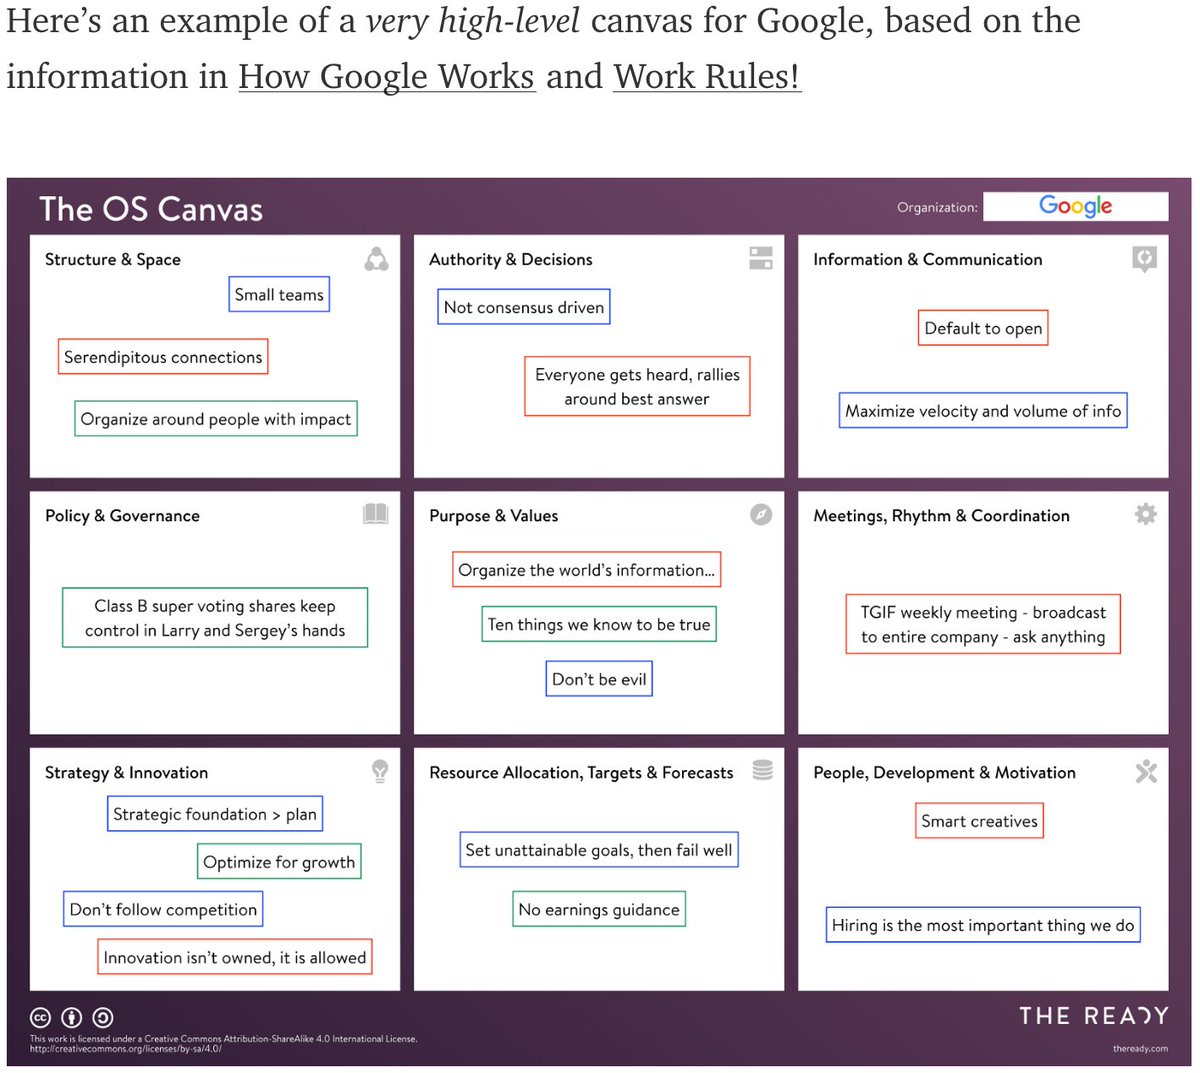 Here’s an example of a very high-level canvas for Google, based on the
information in How Google Works and Work Rules!
The OS Canvas
Organization:
Google
Structure & Space
Small teams
Serendipitous connections
Organize around people with impact
Authority & Decisions
Not consensus driven
Everyone gets heard, rallies
around best answer
Information & Communication
Default to open
Maximize velocity and volume of info
Policy & Governance
Class B super voting shares keep
control in Larry and Sergey’s hands
Purpose & Values
Organize the world’s information...
Ten things we know to be true
Don’t be evil
Meetings, Rhythm & Coordination
TGIF weekly meeting - broadcast
to entire company - ask anything
Strategy & Innovation
Strategic foundation > plan
Optimize for growth
Don’t follow competition
Innovation isn’t owned, it is allowed
Resource Allocation, Targets & Forecasts
Set unattainable goals, then fail well
No earnings guidance
People, Development & Motivation
Smart creatives
Hiring is the most important thing we do
cc
This work is licensed under a Creative Commons Attribution-ShareAlike 4.0 International License.
http://creativecommons.org/licenses/by-sa/4.0/
THE READY
theready.com